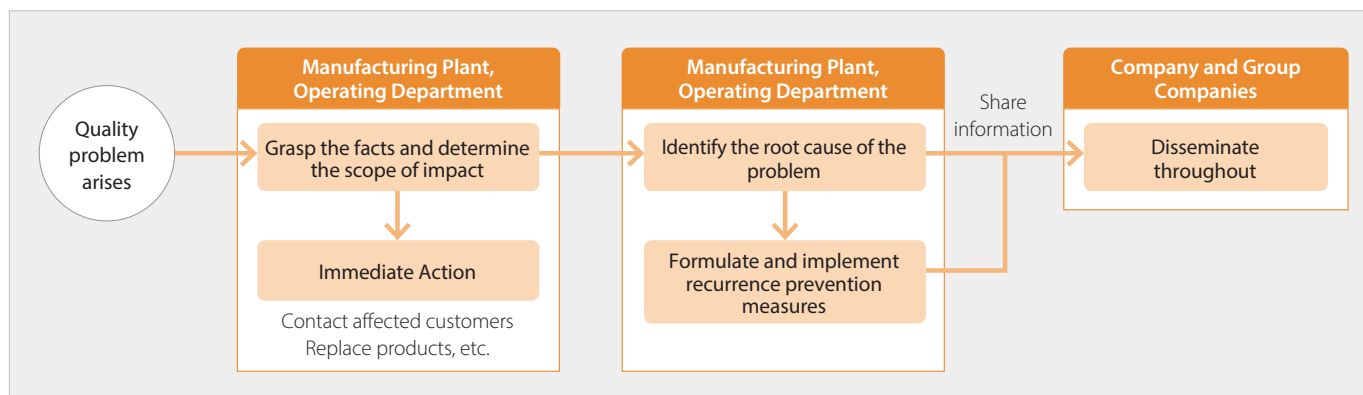 Quality
problem
arises
Manufacturing Plant,
Operating Department
Grasp the facts and determine
the scope of impact
Immediate Action
Contact affected customers
Replace products, etc.
Manufacturing Plant,
Operating Department
Identify the root cause of the
problem
Formulate and implement
recurrence prevention
measures
Share
information
Company and Group
Companies
Disseminate
throughout